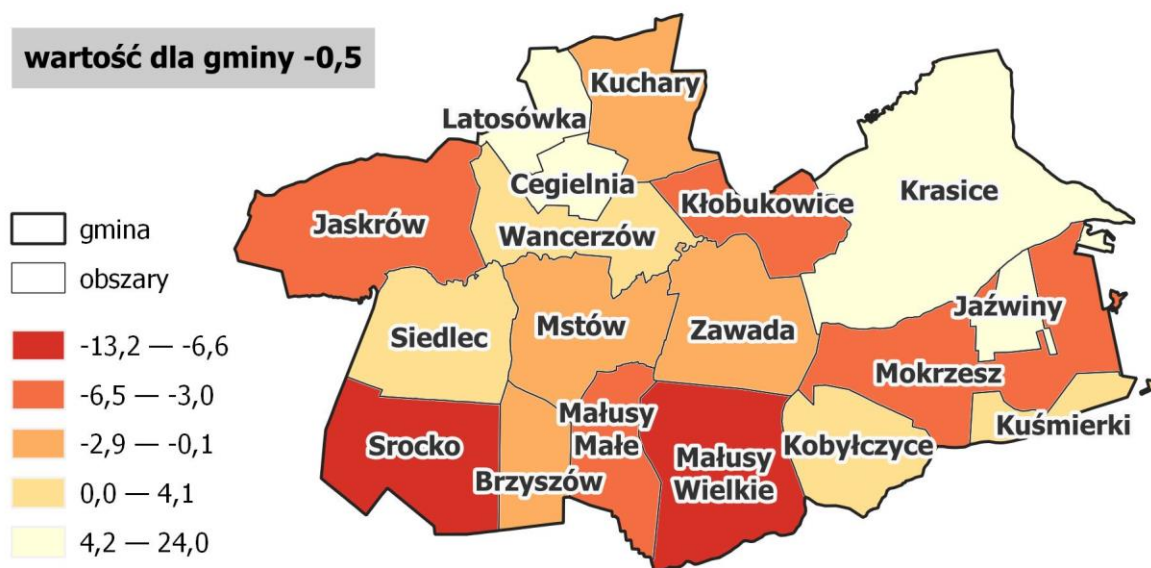 wartość dla gminy -0,5
Kuchary
Latosówka
Cegielnia
Krasice
Kłobukowice
Jaskrów
Wancerzów
gmina
obszary
Jaźwiny
Siedlec
Mstów
Zawada
-13,2 — -6,6
Mokrzesz
-6,5 — -3,0
Małusy
Małe
Kuśmierki
-2,9 — -0,1
Srocko
Kobyłczyce
Małusy
Wielkie
Brzyszów
0,0 — 4,1
4,2 — 24,0